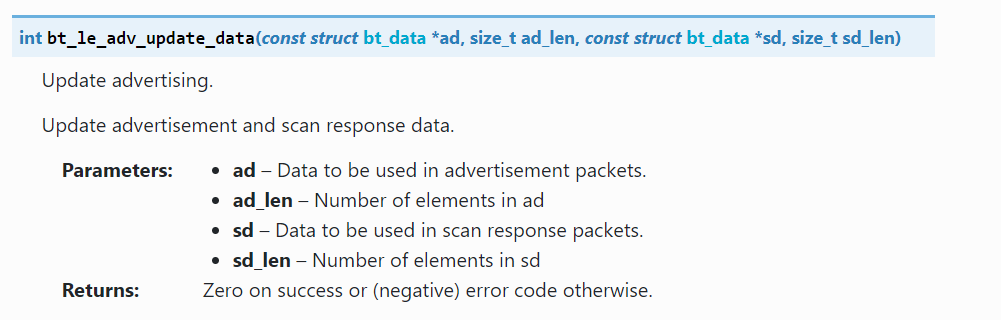 int bt_le_adv_update_data(const struct bt_data *ad, size_t ad_len, const struct bt_data *sd, size_t sd_len)
Update advertising.
Update advertisement and scan response data.
Parameters:
• ad – Data to be used in advertisement packets.
• ad_len – Number of elements in ad
• sd – Data to be used in scan response packets.
• sd_len – Number of elements in sd
Returns: Zero on success or (negative) error code otherwise.